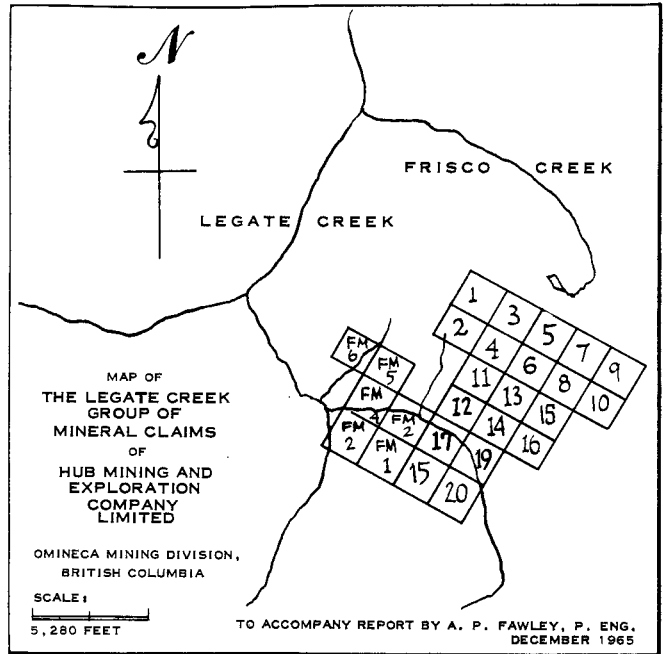 N
FRISCO CREEK
LEGATE CREEK
1
3
5
7
9
2
4
6
8
10
11
13
15
12
14
16
FM
6
FM
5
FM
4
FM
2
17
19
FM
2
FM
1
15
20
MAP OF
THE LEGATE CREEK
GROUP OF
MINERAL CLAIMS
OF
HUB MINING AND
EXPLORATION
COMPANY
LIMITED
OMINECA MINING DIVISION,
BRITISH COLUMBIA
SCALE:
5,280 FEET
TO ACCOMPANY REPORT BY A. P. FAWLEY, P. ENG.
DECEMBER 1965